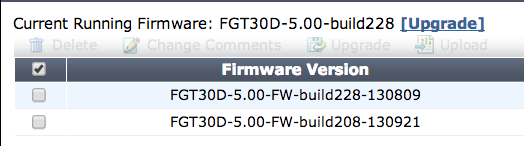 Current Running Firmware: FGT30D-5.00-build228 [Upgrade]
Delete Change Comments Upgrade Upload
Firmware Version
FGT30D-5.00-FW-build228-130809
FGT30D-5.00-FW-build208-130921